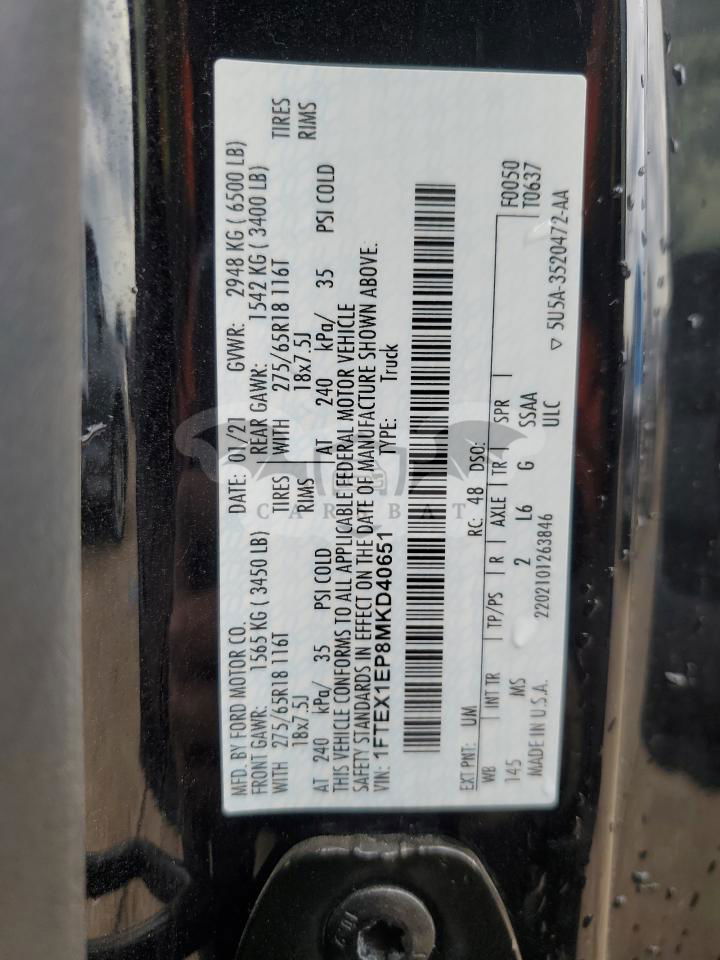 MFD. BY FORD MOTOR CO. DATE: 01/21 GVWR: 2948 KG ( 6500 LB)
FRONT GAWR: 1565 KG ( 3450 LB) REAR GAWR: 1542 KG ( 3400 LB)
WITH 275/65R18 116T TIRES WITH 275/65R18 116T TIRES
18x7.5J RIMS 18x7.5J RIMS
AT 240 kPa/ 35 PSI COLD AT 240 kPa/ 35 PSI COLD
THIS VEHICLE CONFORMS TO ALL APPLICABLE FEDERAL MOTOR VEHICLE
SAFETY STANDARDS IN EFFECT ON THE DATE OF MANUFACTURE SHOWN ABOVE.
VIN: 1FTEX1EP8MKD40651 TYPE: Truck
EXT PNT: UM RC: 48 DSO: F0050
WB INT TR TP/PS R AXLE TR SPR T0637
145 MS 2 L6 G SSAA
MADE IN U.S.A. 2202101263846 ULC ▽ 5U5A-3520472-AA
CAR BAT